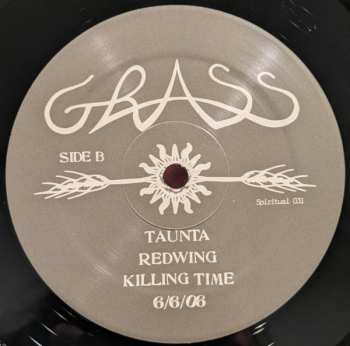 GRASS
SIDE B
Spiritual 031
TAUNTA
REDWING
KILLING TIME
6/6/06